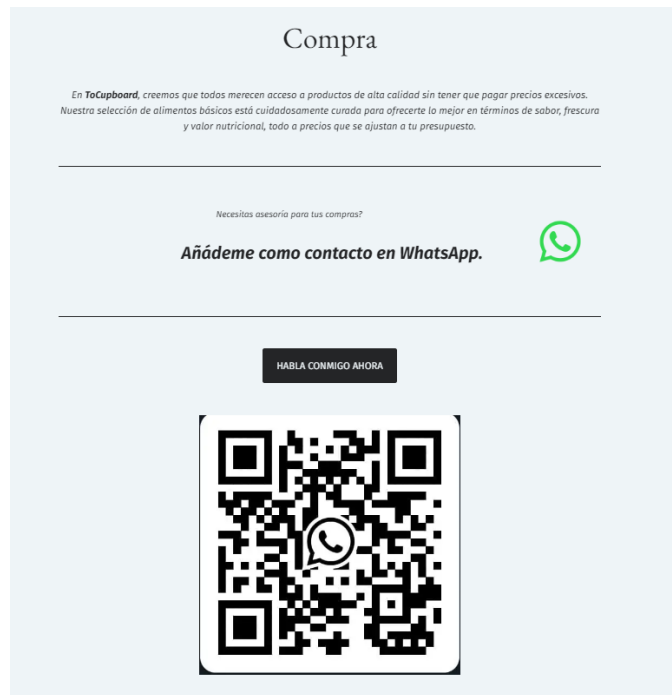 Compra
En ToCupboard, creemos que todos merecen acceso a productos de alta calidad sin tener que pagar precios excesivos.
Nuestra selección de alimentos básicos está cuidadosamente curada para ofrecerte lo mejor en términos de sabor, frescura
y valor nutricional, todo a precios que se ajustan a tu presupuesto.
Necesitas asesoría para tus compras?
Añádeme como contacto en WhatsApp.
HABLA CONMIGO AHORA